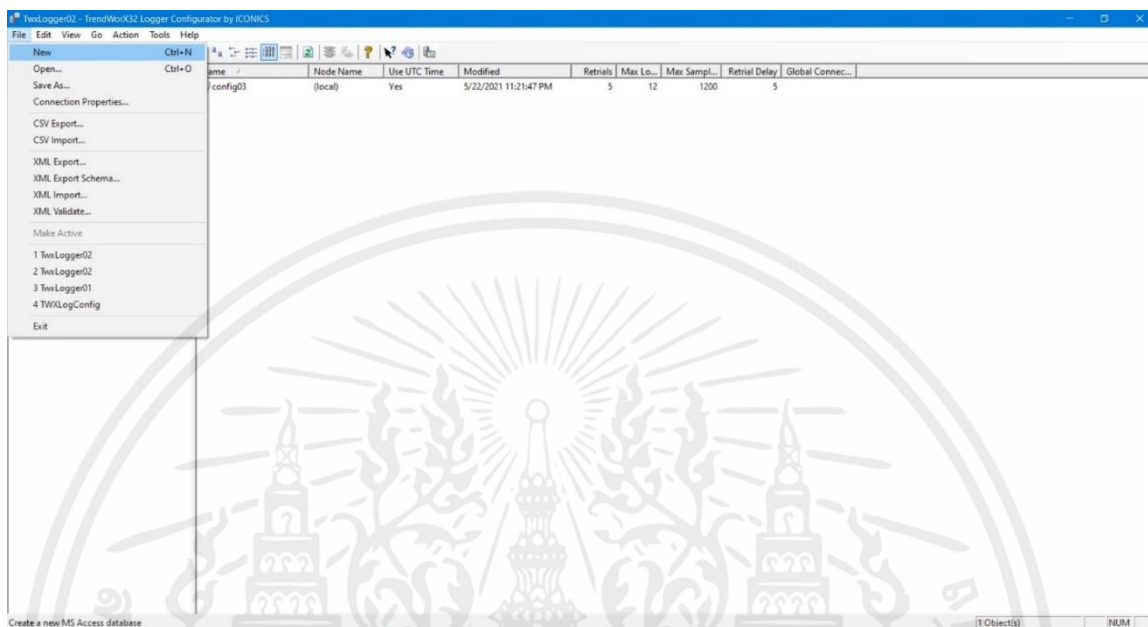 TwxLogger02 - TrendWorX32 Logger Configurator by ICONICS
File Edit View Go Action Tools Help
New Ctrl+N
Open... Ctrl+O
Save As...
Connection Properties...
CSV Export...
CSV Import...
XML Export...
XML Export Schema...
XML Import...
XML Validate...
Make Active
1 TwxLogger02
2 TwxLogger02
3 TwxLogger01
4 TWXLogConfig
Exit
ame / Node Name Use UTC Time Modified Retrials Max Lo... Max Sampl... Retrial Delay Global Connec...
config03 (local) Yes 5/22/2021 11:21:47 PM 5 12 1200 5
Create a new MS Access database 1 Object(s) NUM